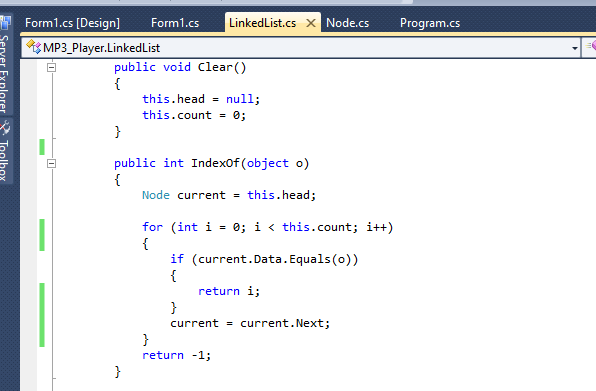 Form1.cs [Design] Form1.cs LinkedList.cs Node.cs Program.cs
MP3_Player.LinkedList
Server Explorer
Toolbox
public void Clear()
{
this.head = null;
this.count = 0;
}
public int IndexOf(object o)
{
Node current = this.head;
for (int i = 0; i < this.count; i++)
{
if (current.Data.Equals(o))
{
return i;
}
current = current.Next;
}
return -1;
}